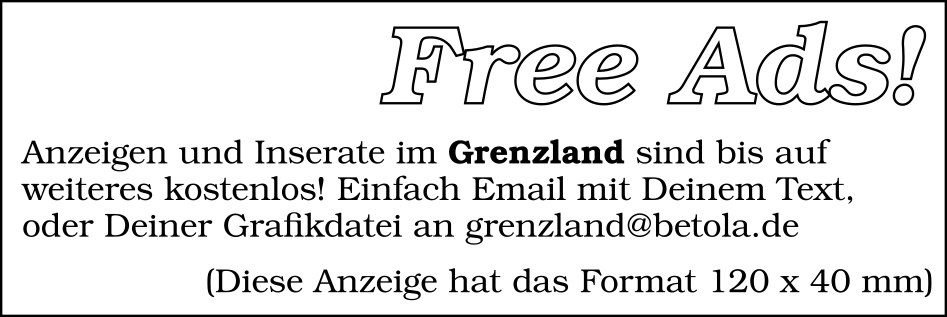 Free Ads!
Anzeigen und Inserate im Grenzland sind bis auf
weiteres kostenlos! Einfach Email mit Deinem Text,
oder Deiner Grafikdatei an grenzland@betola.de
(Diese Anzeige hat das Format 120 x 40 mm)